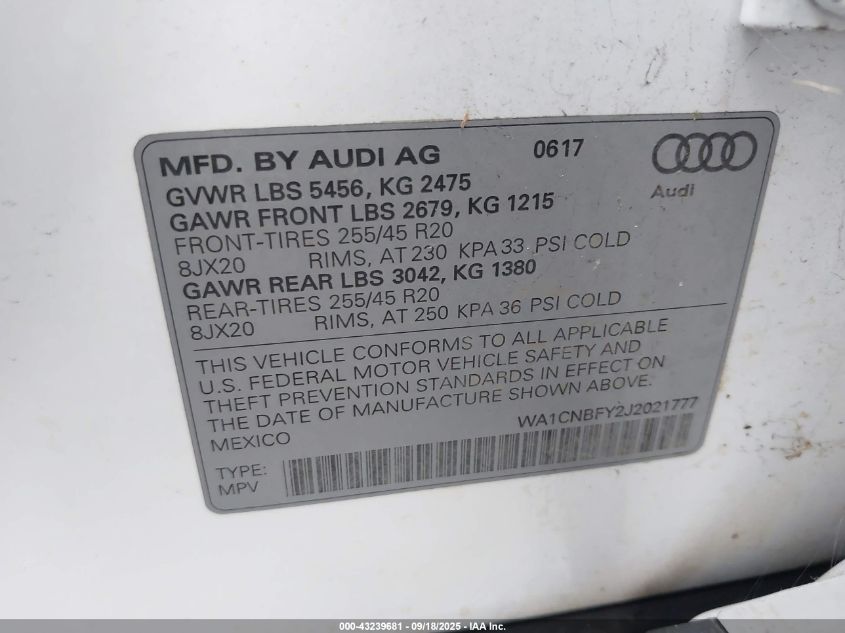 MFD. BY AUDI AG 0617
Audi
GVWR LBS 5456, KG 2475
GAWR FRONT LBS 2679, KG 1215
FRONT-TIRES 255/45 R20
8JX20 RIMS, AT 230 KPA 33 PSI COLD
GAWR REAR LBS 3042, KG 1380
REAR-TIRES 255/45 R20
8JX20 RIMS, AT 250 KPA 36 PSI COLD
THIS VEHICLE CONFORMS TO ALL APPLICABLE
U.S. FEDERAL MOTOR VEHICLE SAFETY AND
THEFT PREVENTION STANDARDS IN EFFECT ON
THE DATE OF MANUFACTURE SHOWN ABOVE.
MEXICO WA1CNBFY2J2021777
TYPE:
MPV
000-43239681 - 09/18/2025 - IAA Inc.